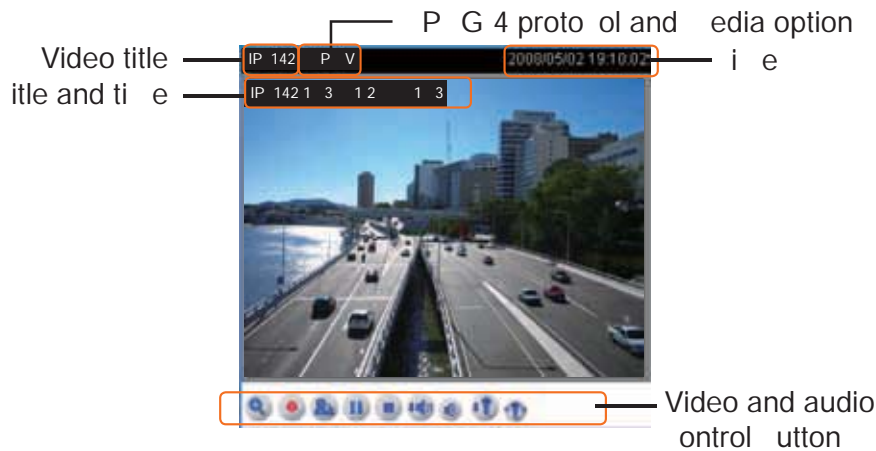 P G 4 proto ol and edia option
Video title
IP 142 P V
2008/05/02 19:10:02
i e
itle and ti e
IP 142 1 3 1 2 1 3
Video and audio
ontrol utton